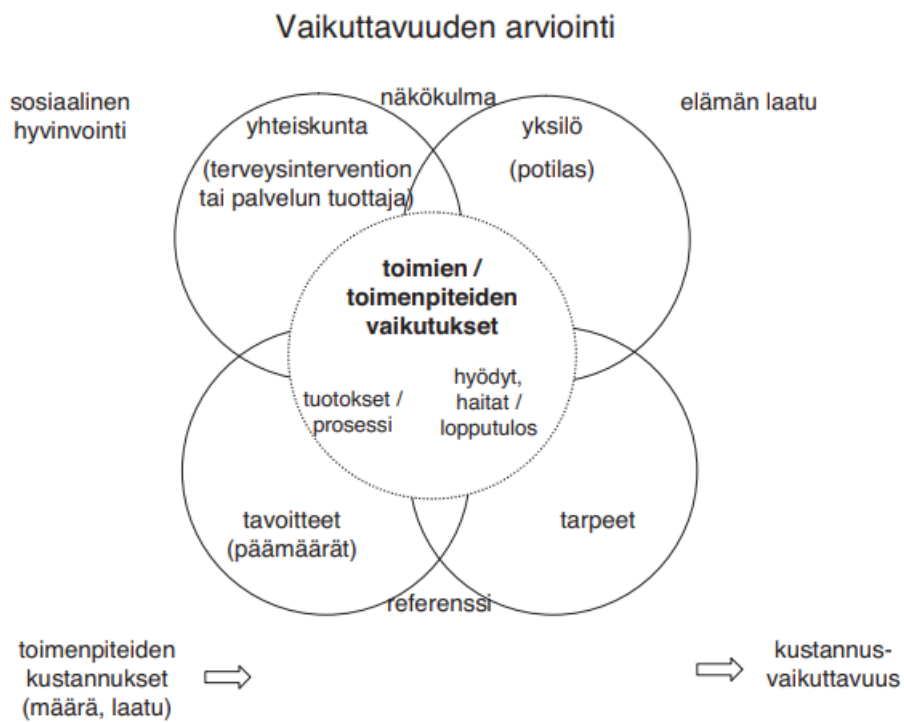 Vaikuttavuuden arviointi
sosiaalinen
hyvinvointi
näkökulma
elämän laatu
yhteiskunta
(terveysintervention
tai palvelun tuottaja)
yksilö
(potilas)
toimien /
toimenpiteiden
vaikutukset
tuotokset /
prosessi
hyödyt,
haitat /
lopputulos
tavoitteet
(päämäärät)
tarpeet
referenssi
toimenpiteiden
kustannukset
(määrä, laatu)
kustannus-
vaikuttavuus